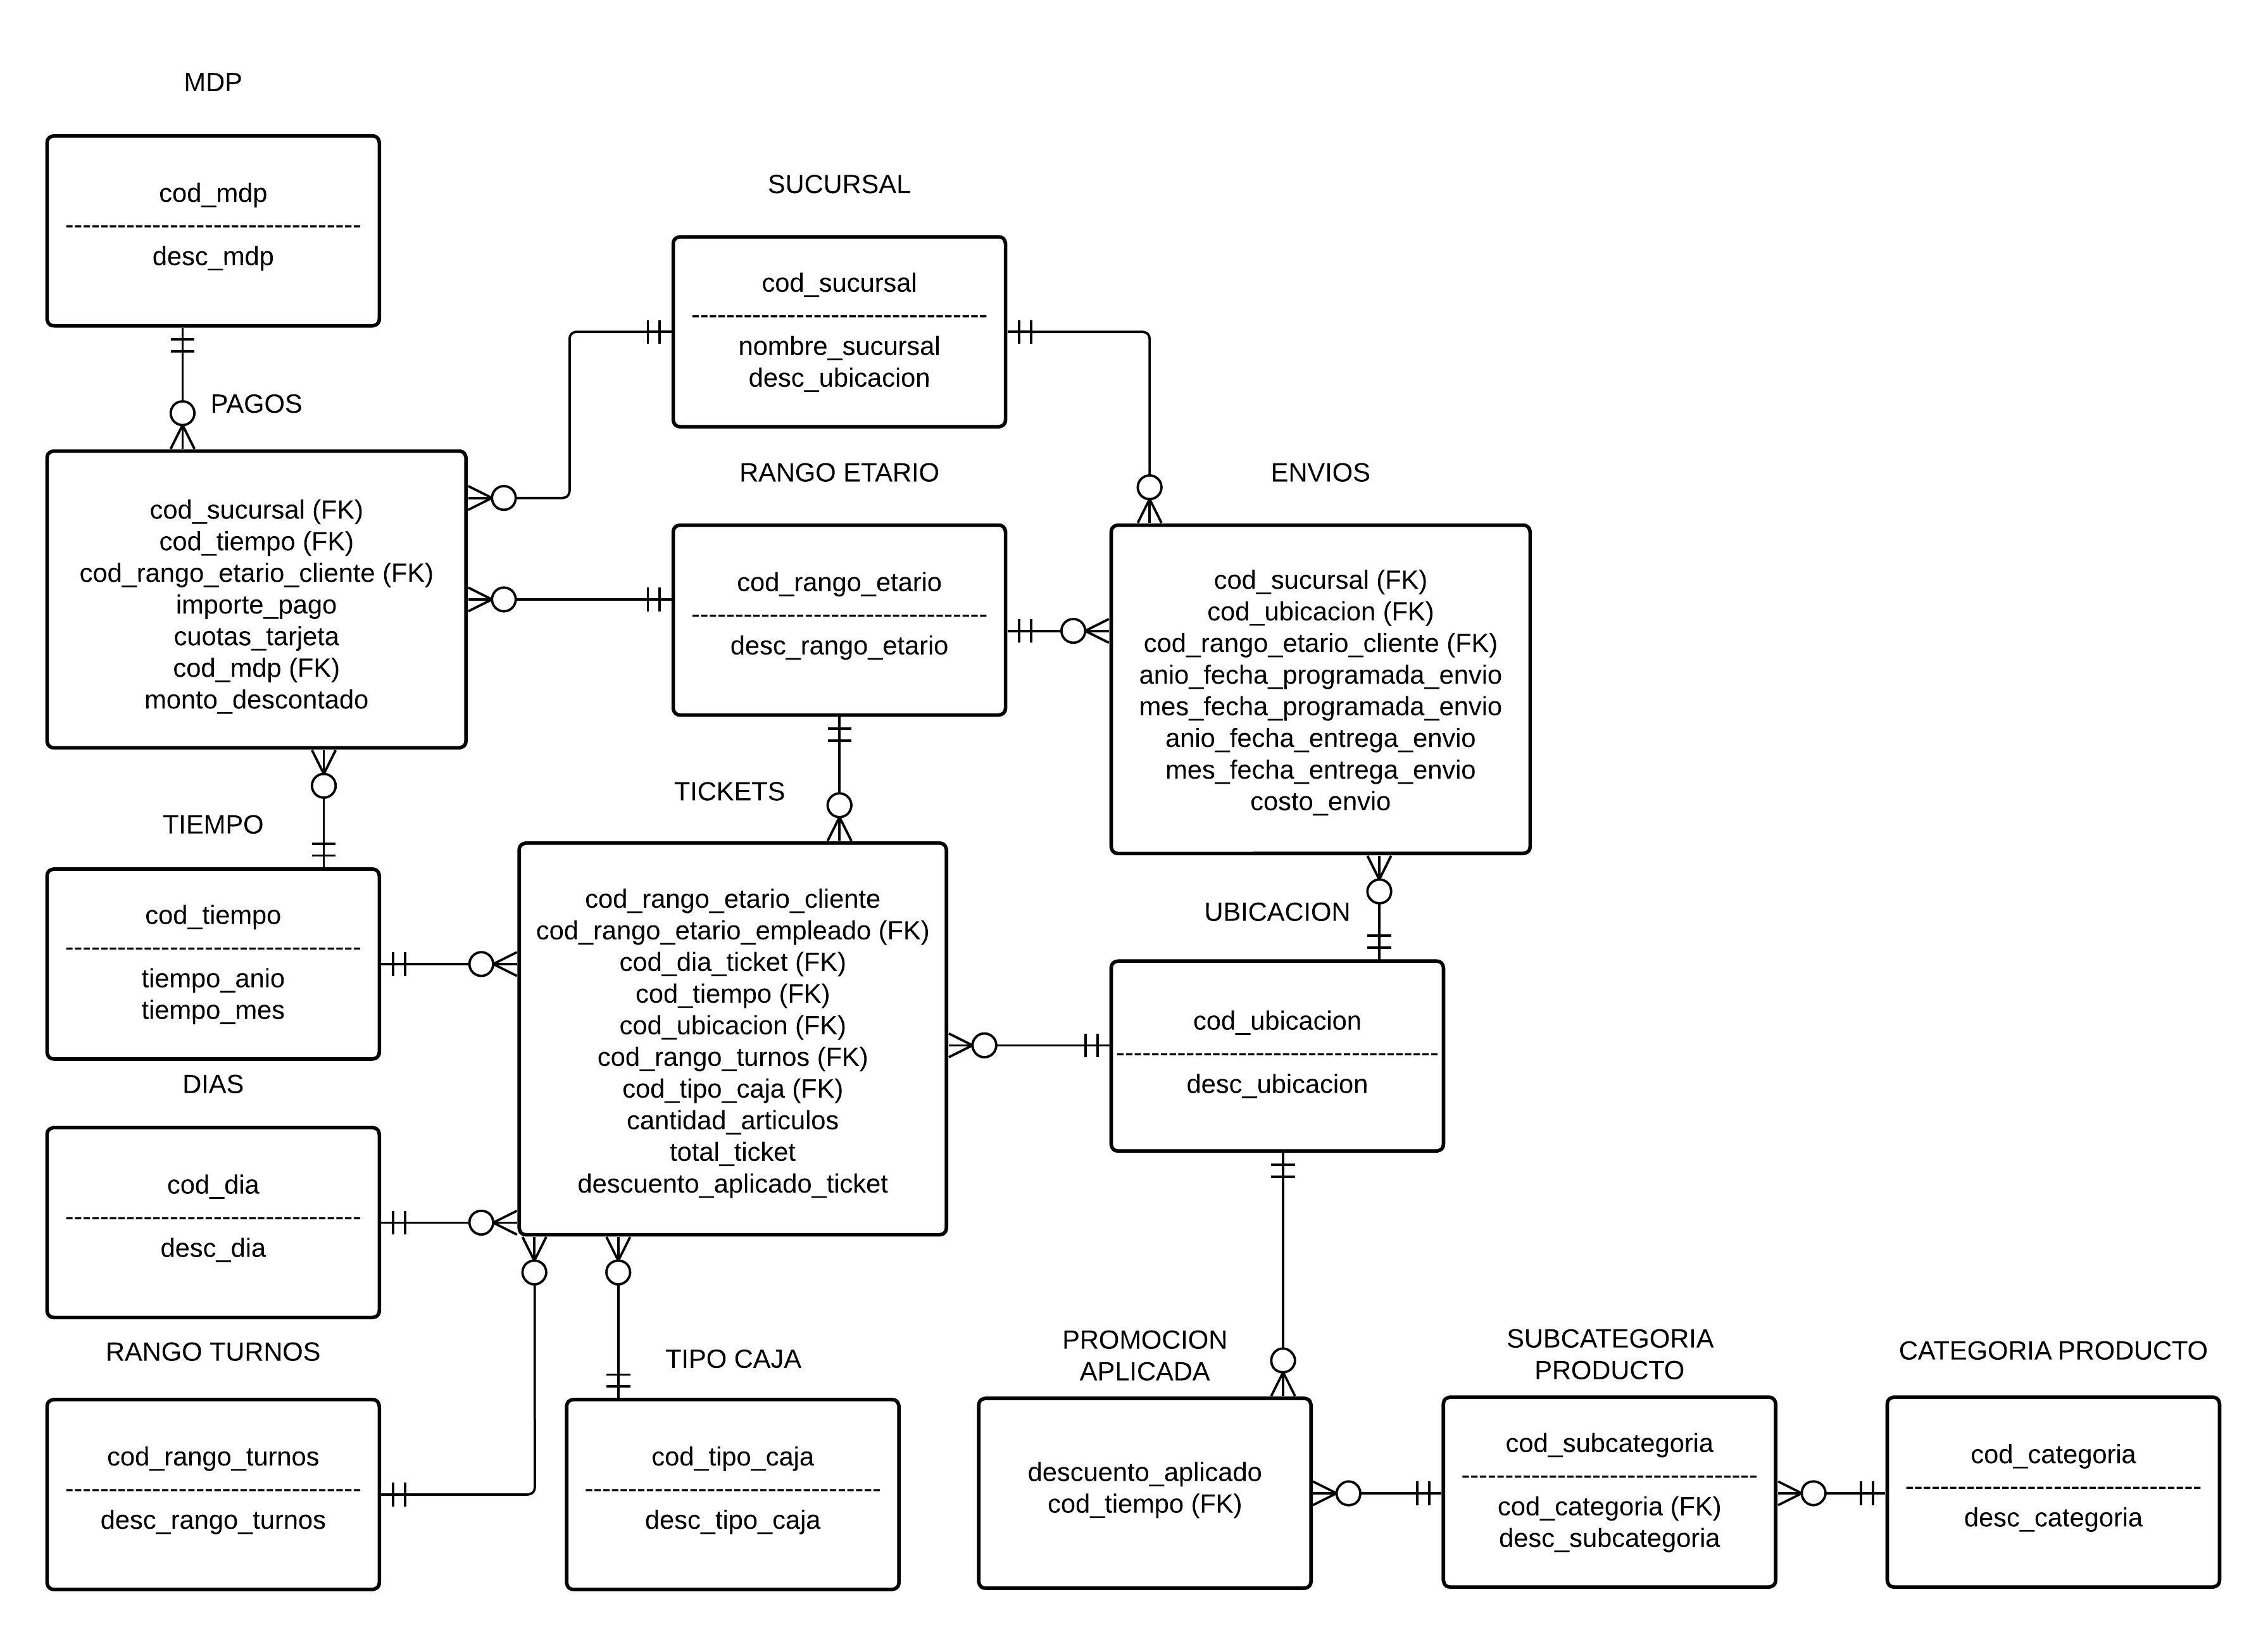 MDP
cod_mdp
desc_mdp
SUCURSAL
cod_sucursal
nombre_sucursal
desc_ubicacion
PAGOS
cod_sucursal (FK)
cod_tiempo (FK)
cod_rango_etario_cliente (FK)
importe_pago
cuotas_tarjeta
cod_mdp (FK)
monto_descontado
RANGO ETARIO
cod_rango_etario
desc_rango_etario
ENVIOS
cod_sucursal (FK)
cod_ubicacion (FK)
cod_rango_etario_cliente (FK)
anio_fecha_programada_envio
mes_fecha_programada_envio
anio_fecha_entrega_envio
mes_fecha_entrega_envio
costo_envio
TIEMPO
cod_tiempo
tiempo_anio
tiempo_mes
TICKETS
cod_rango_etario_cliente
cod_rango_etario_empleado (FK)
cod_dia_ticket (FK)
cod_tiempo (FK)
cod_ubicacion (FK)
cod_rango_turnos (FK)
cod_tipo_caja (FK)
cantidad_articulos
total_ticket
descuento_aplicado_ticket
UBICACION
cod_ubicacion
desc_ubicacion
DIAS
cod_dia
desc_dia
RANGO TURNOS
cod_rango_turnos
desc_rango_turnos
TIPO CAJA
cod_tipo_caja
desc_tipo_caja
PROMOCION
APLICADA
descuento_aplicado
cod_tiempo (FK)
SUBCATEGORIA
PRODUCTO
cod_subcategoria
cod_categoria (FK)
desc_subcategoria
CATEGORIA PRODUCTO
cod_categoria
desc_categoria